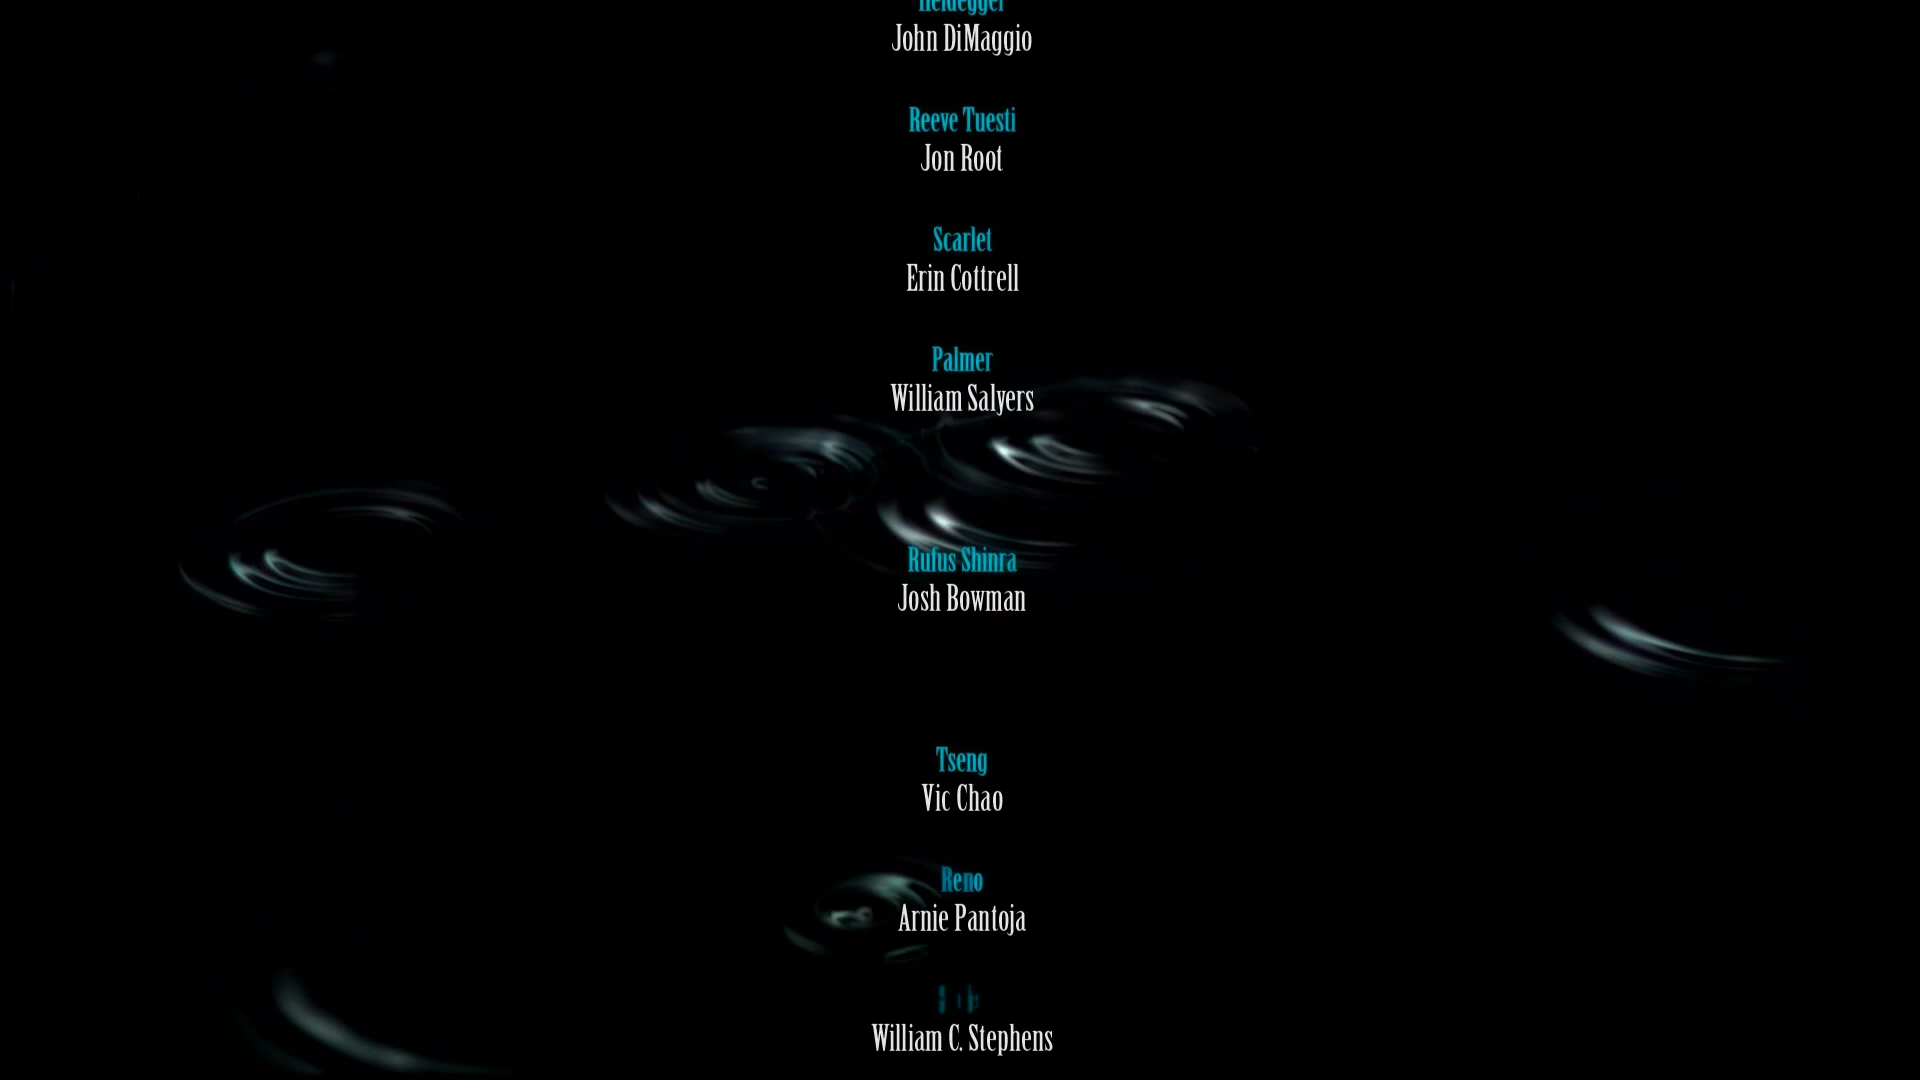 Heidegger
John DiMaggio
Reeve Tuesti
Jon Root
Scarlet
Erin Cottrell
Palmer
William Salyers
Rufus Shinra
Josh Bowman
Tseng
Vic Chao
Reno
Arnie Pantoja
William C. Stephens